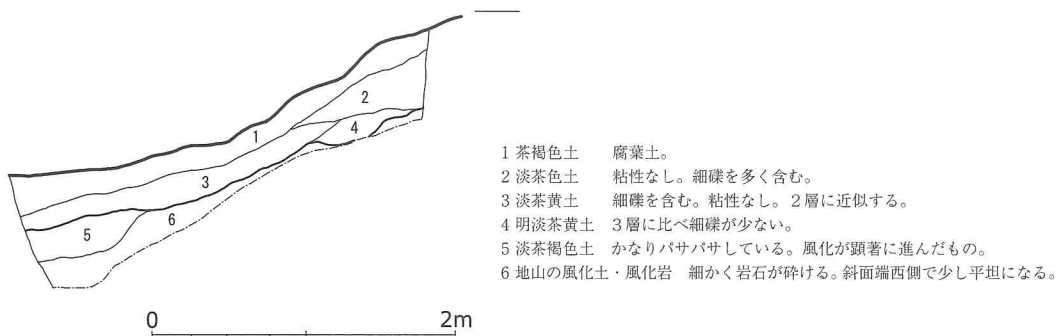 2
1
4
3
6
5
1 茶褐色土　腐葉土。
2 淡茶色土　粘性なし。細礫を多く含む。
3 淡茶黄土　細礫を含む。粘性なし。2層に近似する。
4 明淡茶黄土　3層に比べ細礫が少ない。
5 淡茶褐色土　かなりパサパサしている。風化が顕著に進んだもの。
6 地山の風化土・風化岩　細かく岩石が砕ける。斜面端西側で少し平坦になる。
0 2m